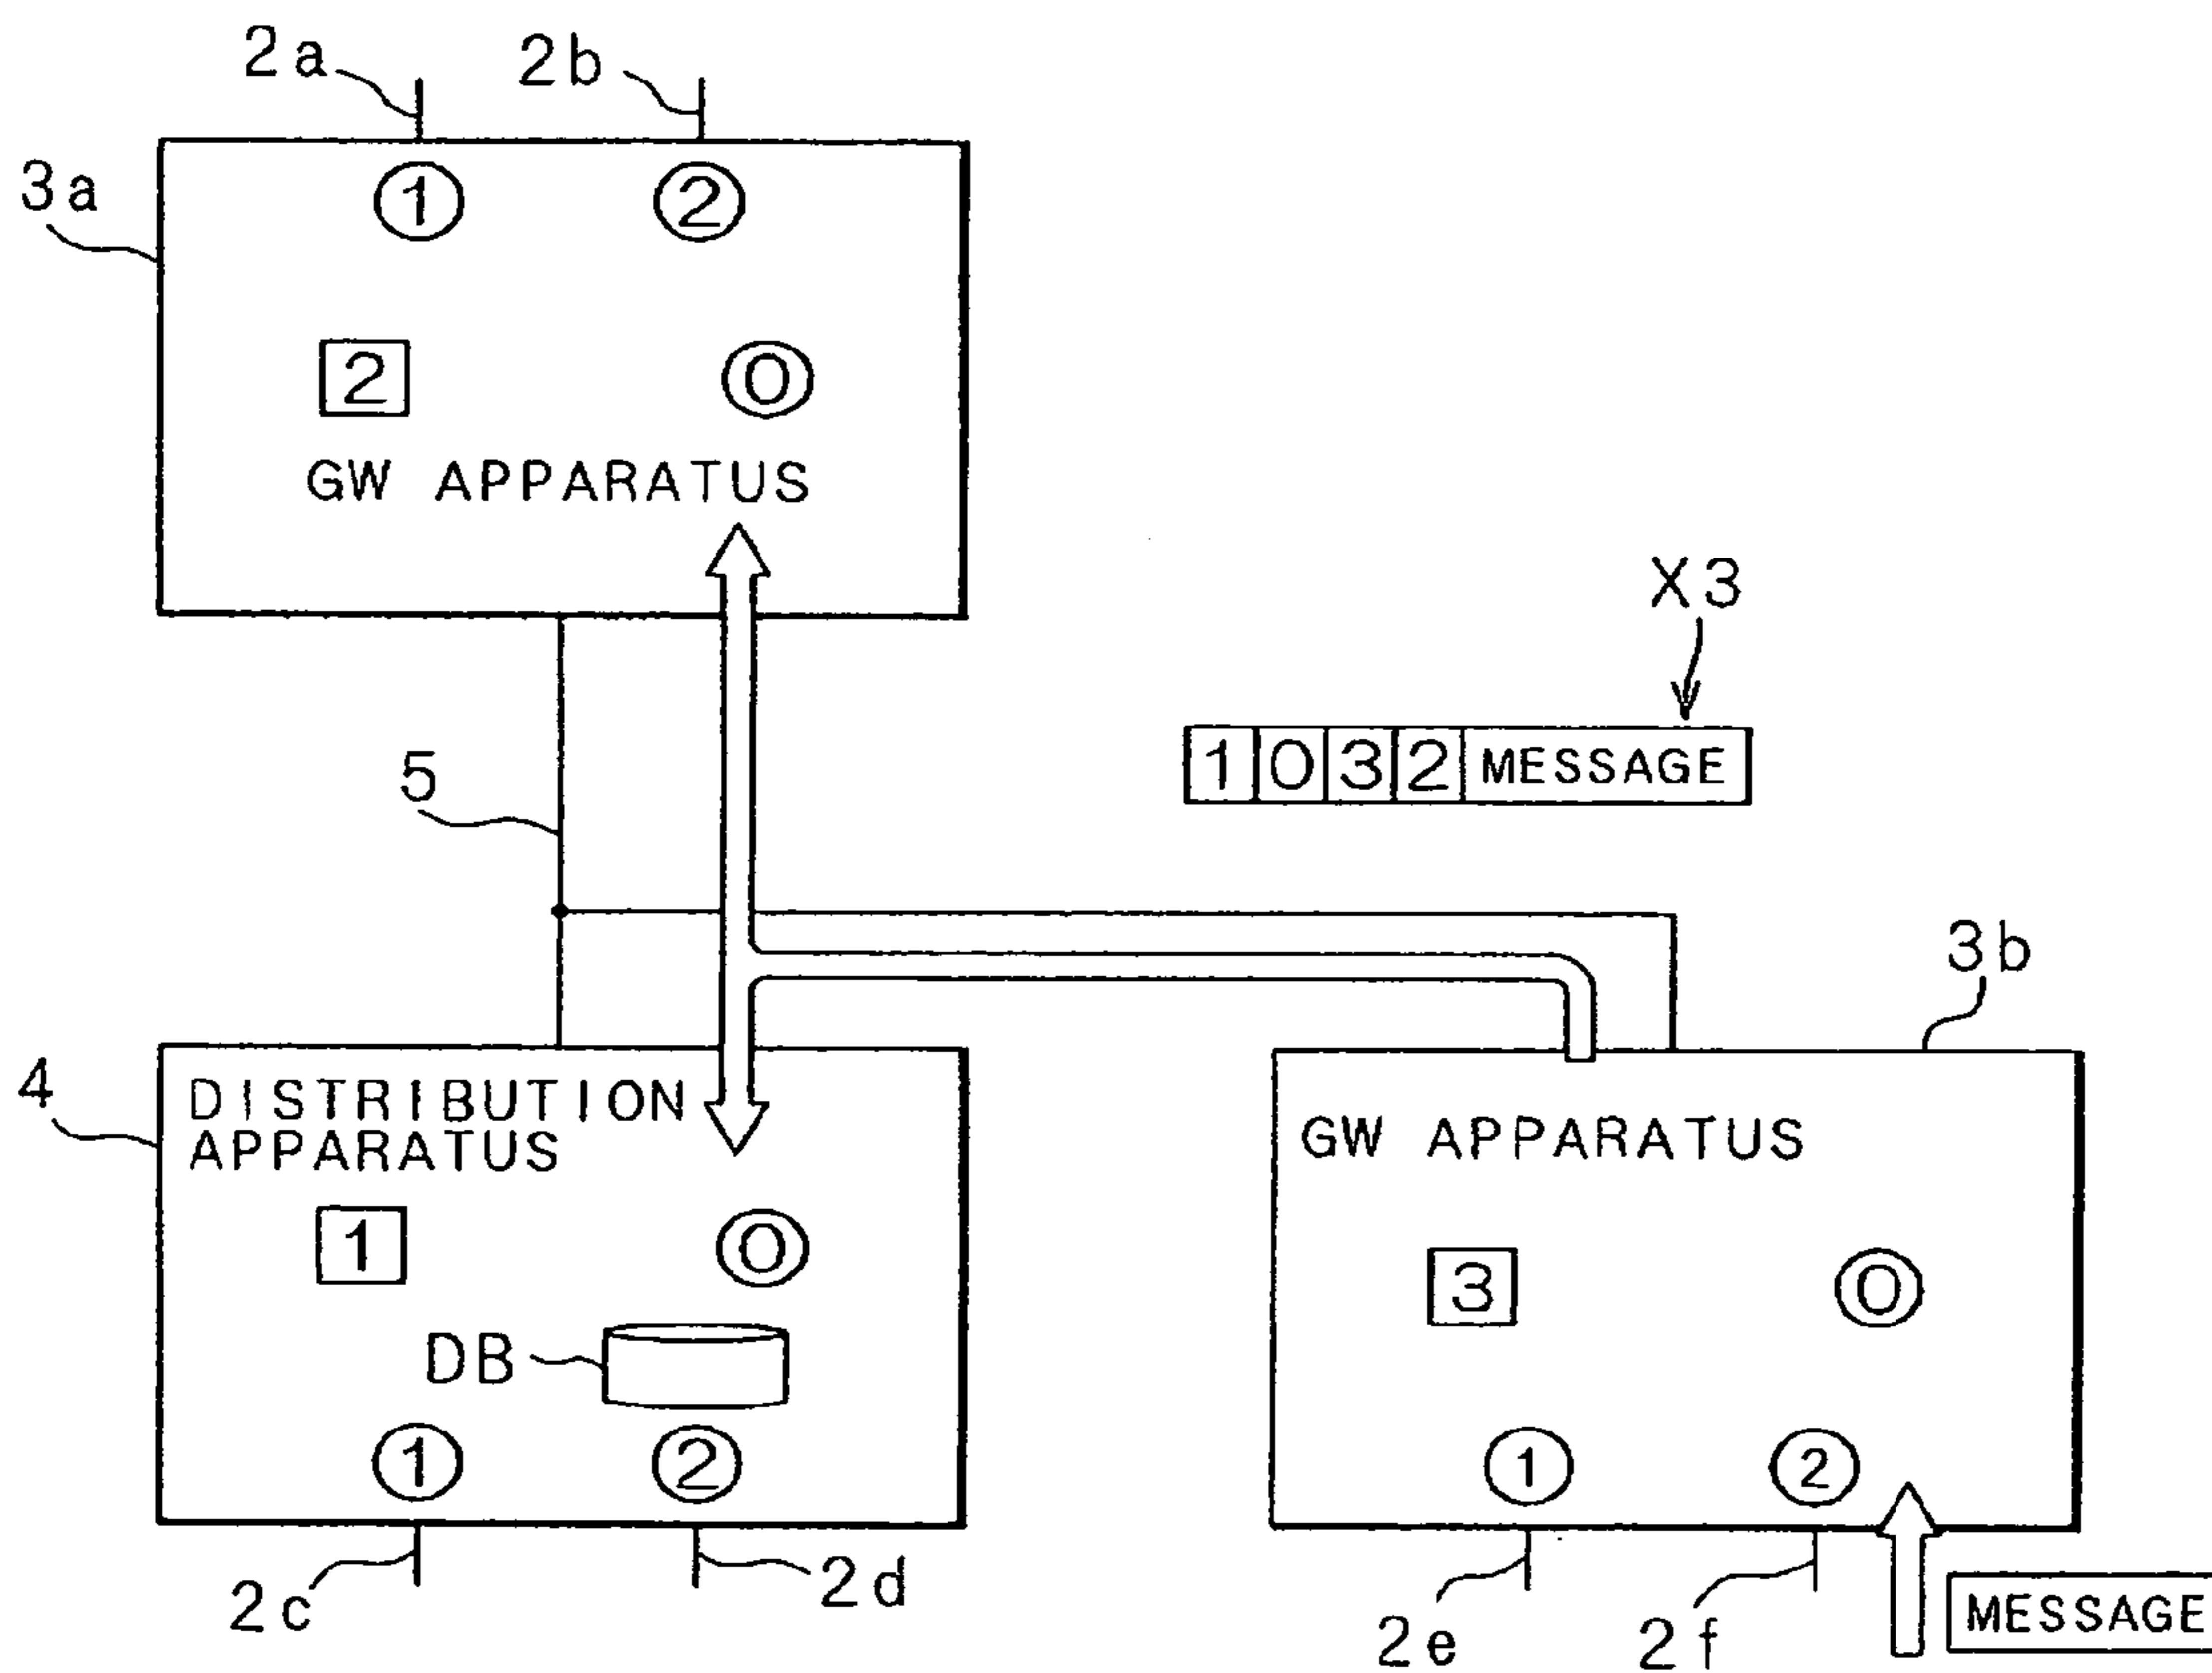 2a 2b
3a
1 2
2 0
GW APPARATUS
X3
1 0 3 2 MESSAGE
5
3b
4
DISTRIBUTION
APPARATUS
GW APPARATUS
1 0
3 0
DB
1 2
1 2
2c 2d
2e 2f
MESSAGE